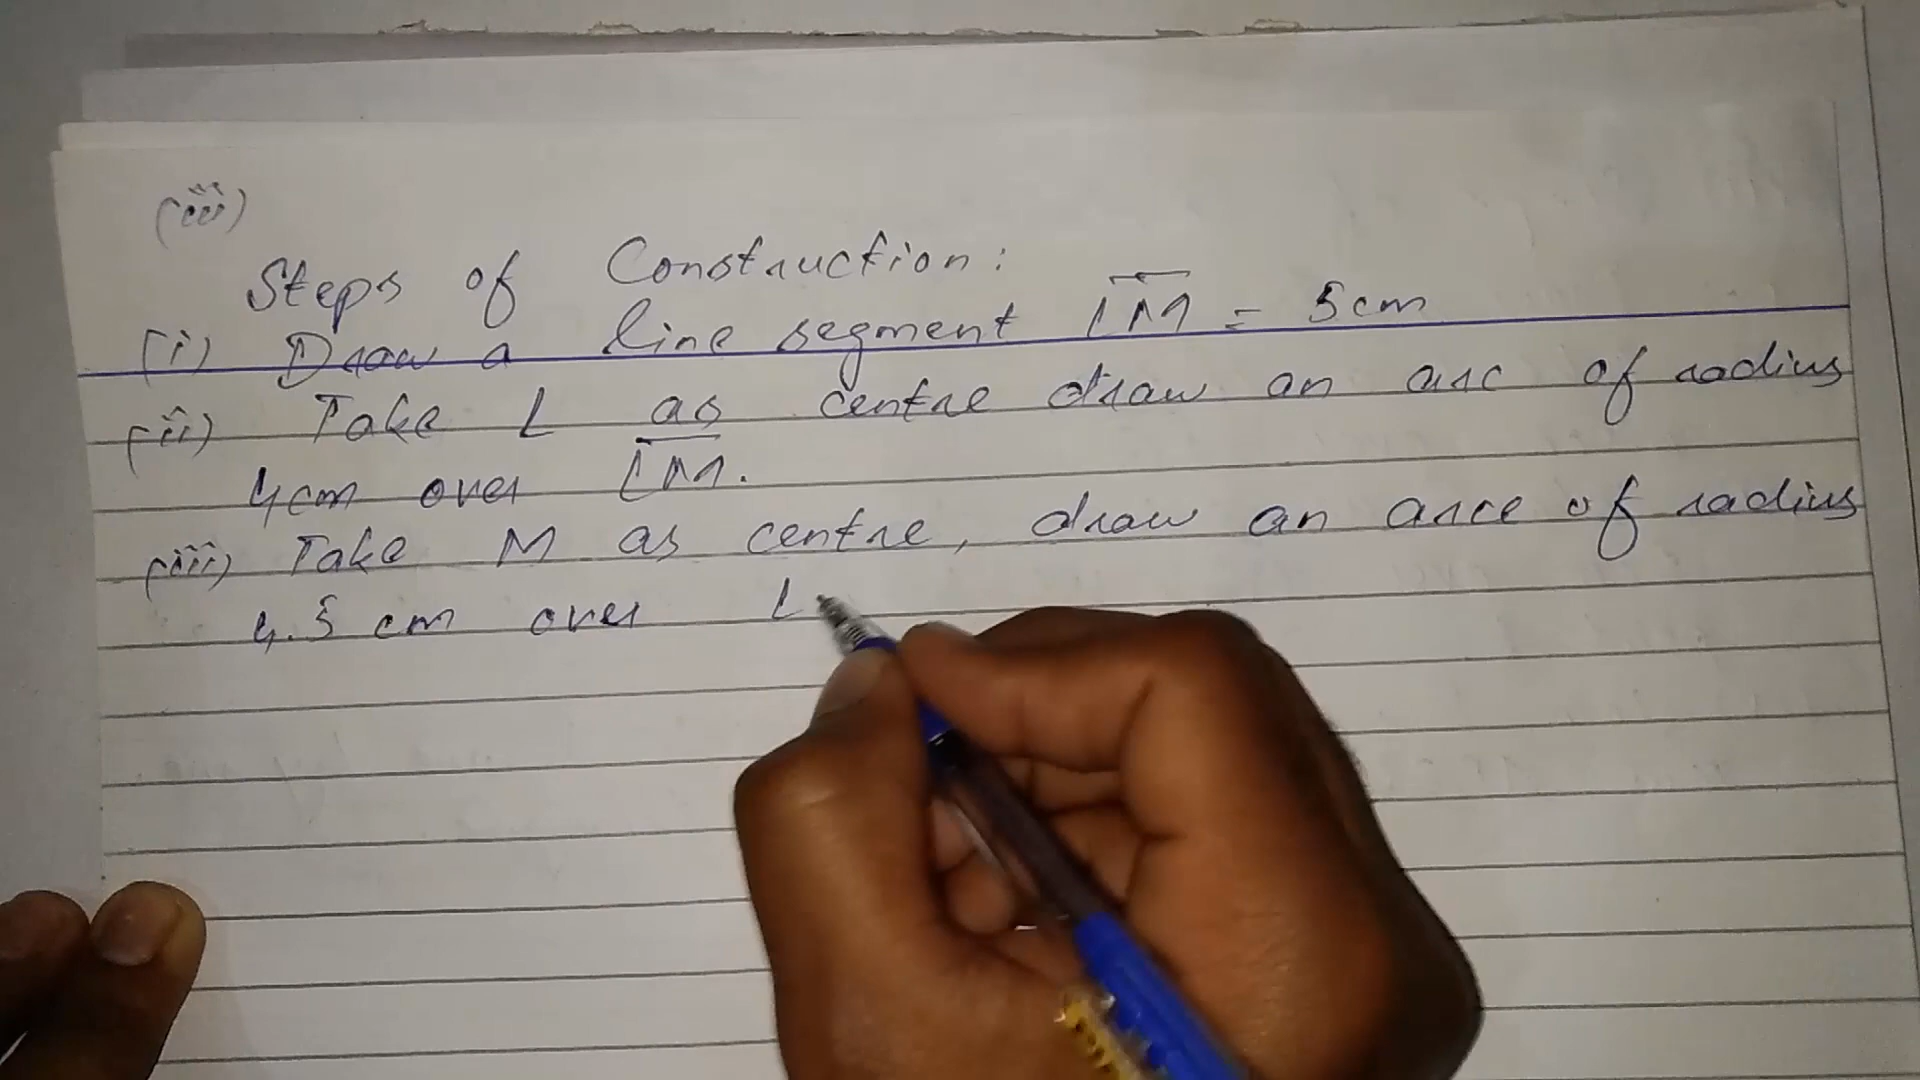 (iii)
Steps of Construction:
(i) Draw a line segment LM = 5cm
(ii) Take L as centre draw an arc of radius
4cm over LM.
(iii) Take M as centre, draw an arce of radius
4.5 cm over L